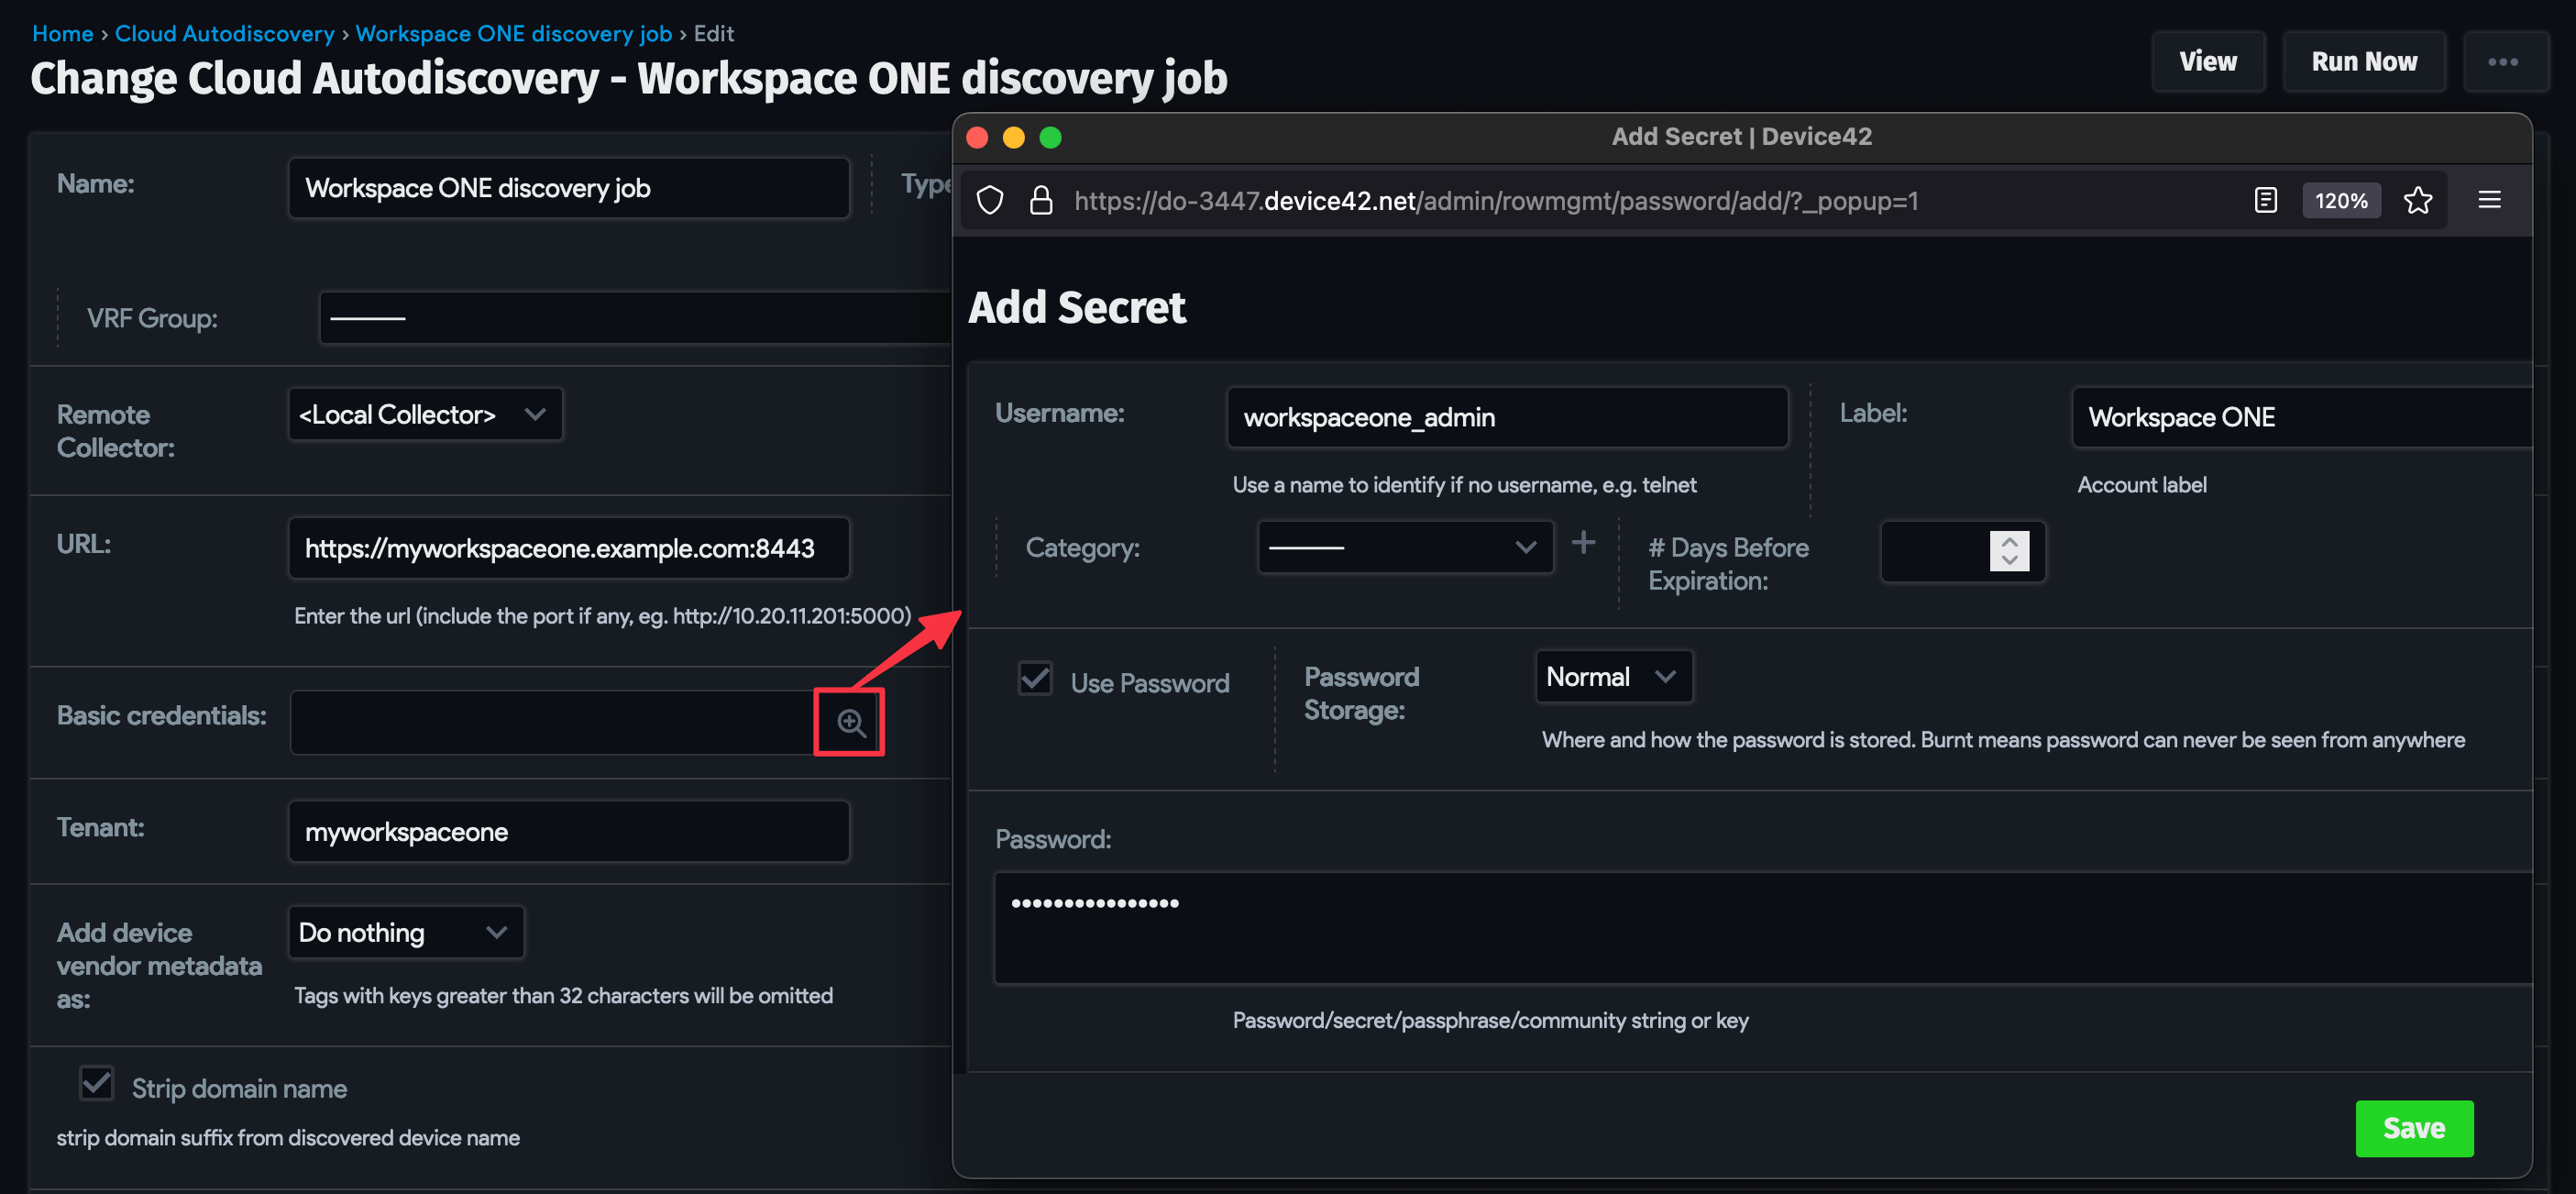 Home › Cloud Autodiscovery › Workspace ONE discovery job › Edit
Change Cloud Autodiscovery - Workspace ONE discovery job
View
Run Now
Name:
Workspace ONE discovery job
Type
VRF Group:
Remote
Collector:
<Local Collector>
URL:
https://myworkspaceone.example.com:8443
Enter the url (include the port if any, eg. http://10.20.11.201:5000)
Basic credentials:
Tenant:
myworkspaceone
Add device
vendor metadata
as:
Do nothing
Tags with keys greater than 32 characters will be omitted
Strip domain name
strip domain suffix from discovered device name
Add Secret | Device42
https://do-3447.device42.net/admin/rowmgmt/password/add/?_popup=1
120%
Add Secret
Username:
workspaceone_admin
Use a name to identify if no username, e.g. telnet
Label:
Workspace ONE
Account label
Category:
# Days Before
Expiration:
Use Password
Password
Storage:
Normal
Where and how the password is stored. Burnt means password can never be seen from anywhere
Password:
••••••••••••••••
Password/secret/passphrase/community string or key
Save